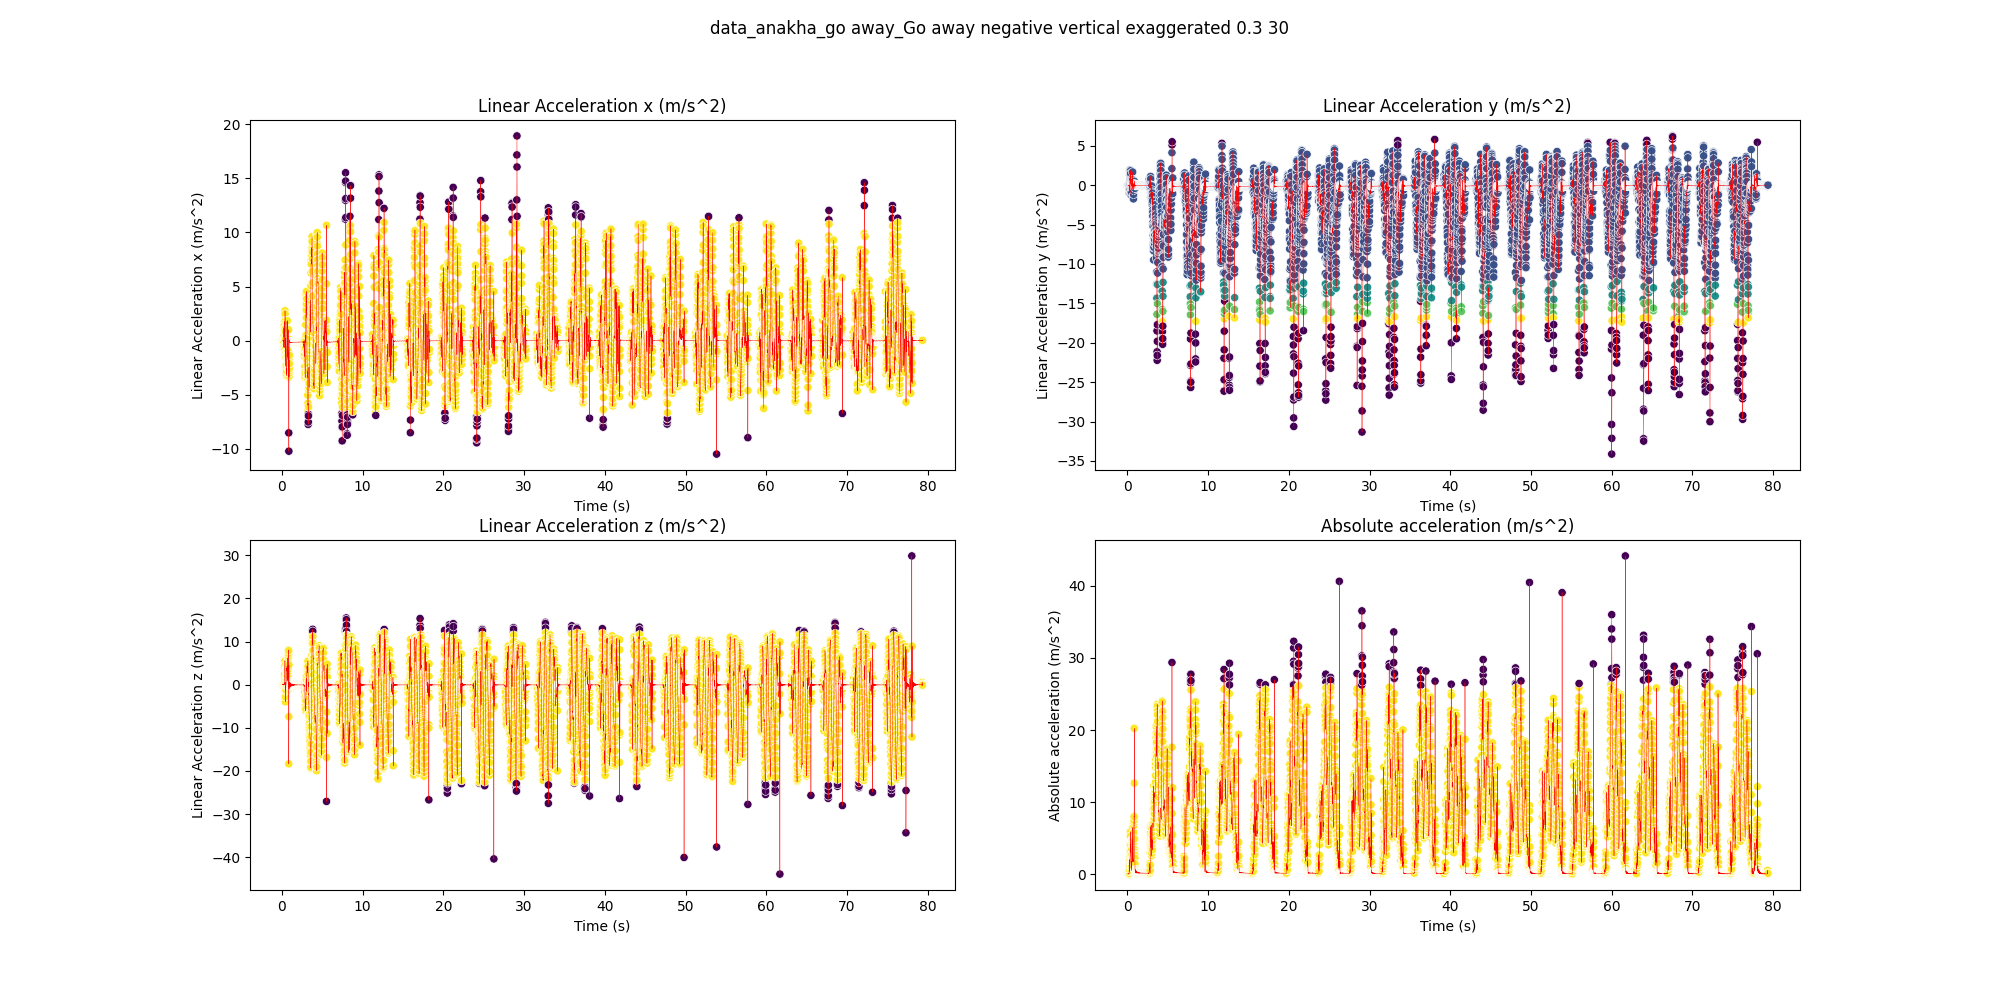 data_anakha_go away_Go away negative vertical exaggerated 0.3 30
Linear Acceleration x (m/s^2)
Linear Acceleration x (m/s^2)
20
15
10
5
0
−5
−10
0 10 20 30 40 50 60 70 80
Time (s)
Linear Acceleration y (m/s^2)
Linear Acceleration y (m/s^2)
5
0
−5
−10
−15
−20
−25
−30
−35
0 10 20 30 40 50 60 70 80
Time (s)
Linear Acceleration z (m/s^2)
Linear Acceleration z (m/s^2)
30
20
10
0
−10
−20
−30
−40
0 10 20 30 40 50 60 70 80
Time (s)
Absolute acceleration (m/s^2)
Absolute acceleration (m/s^2)
40
30
20
10
0
0 10 20 30 40 50 60 70 80
Time (s)